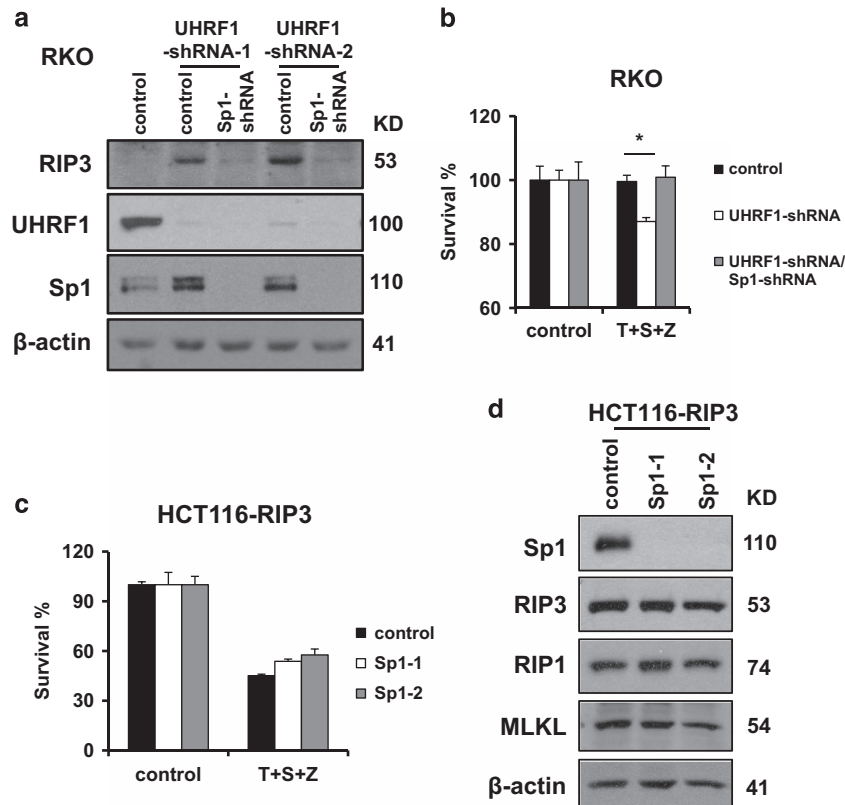 a
RKO
UHRF1
-shRNA-1
UHRF1
-shRNA-2
control
control
Sp1-
shRNA
control
Sp1-
shRNA
KD
RIP3
53
UHRF1
100
Sp1
110
β-actin
41
b
RKO
Survival %
120
100
80
60
*
control
T+S+Z
control
UHRF1-shRNA
UHRF1-shRNA/
Sp1-shRNA
c
HCT116-RIP3
Survival %
120
90
60
30
0
control
T+S+Z
control
Sp1-1
Sp1-2
d
HCT116-RIP3
control
Sp1-1
Sp1-2
KD
Sp1
110
RIP3
53
RIP1
74
MLKL
54
β-actin
41